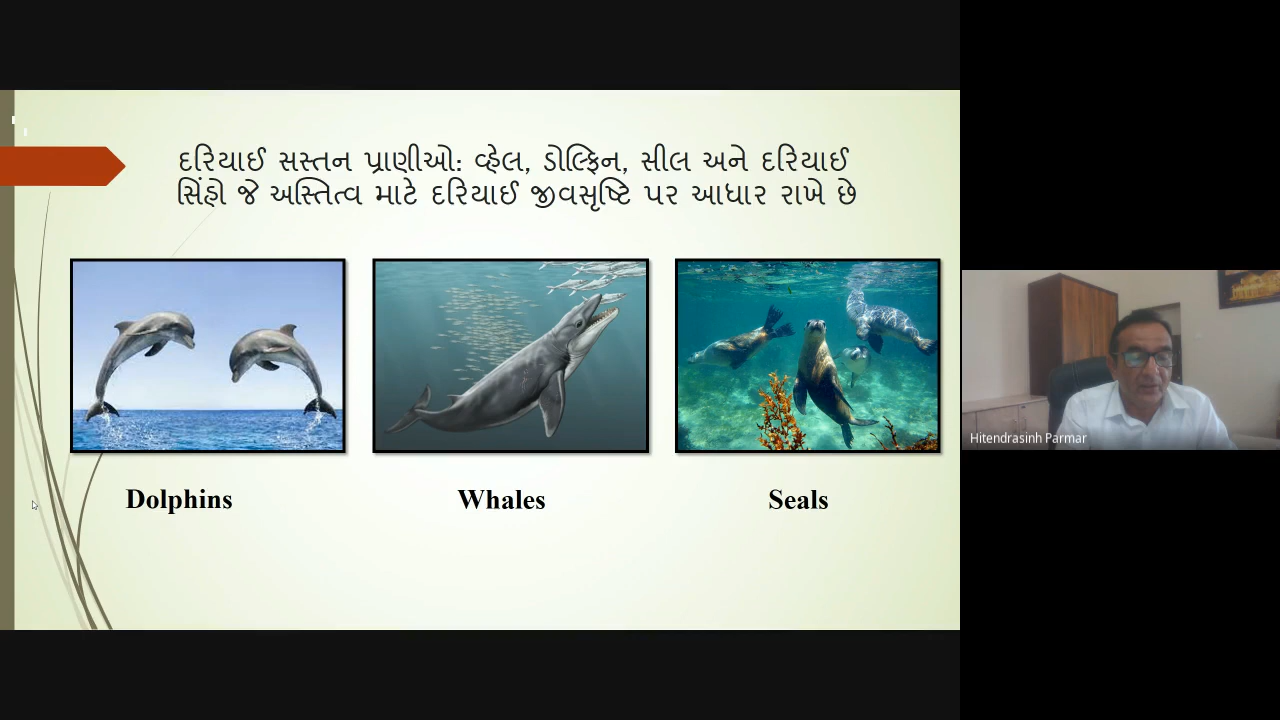 દરિયાઈ સસ્તન પ્રાણીઓ: વ્હેલ, ડોલ્ફિન, સીલ અને દરિયાઈ
સિંહો જે અસ્તિત્વ માટે દરિયાઈ જીવસૃષ્ટિ પર આધાર રાખે છે
Dolphins
Whales
Seals
Hitendrasinh Parmar